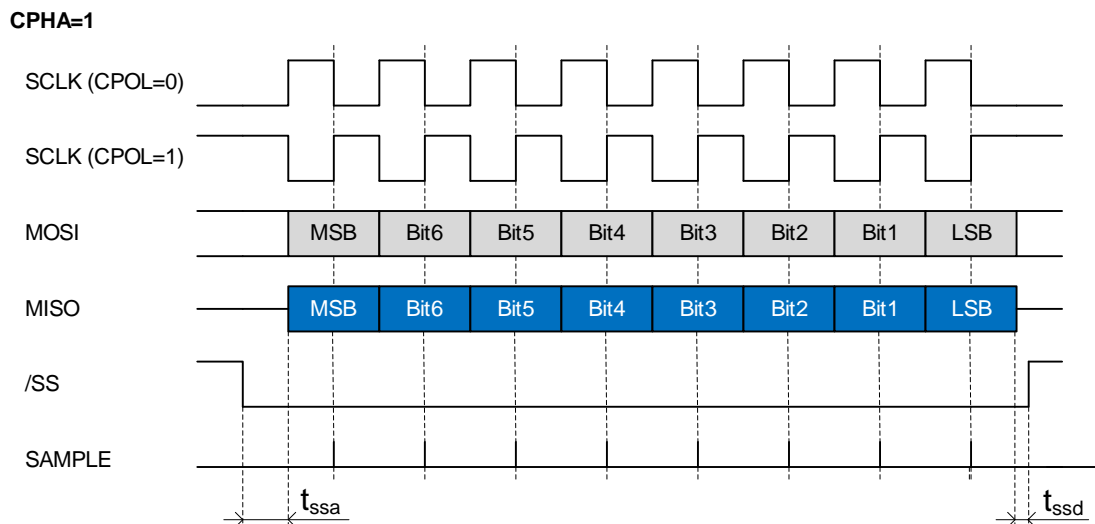 CPHA=1
SCLK (CPOL=0)
SCLK (CPOL=1)
MOSI MSB Bit6 Bit5 Bit4 Bit3 Bit2 Bit1 LSB
MISO MSB Bit6 Bit5 Bit4 Bit3 Bit2 Bit1 LSB
/SS
SAMPLE
tssa tssd